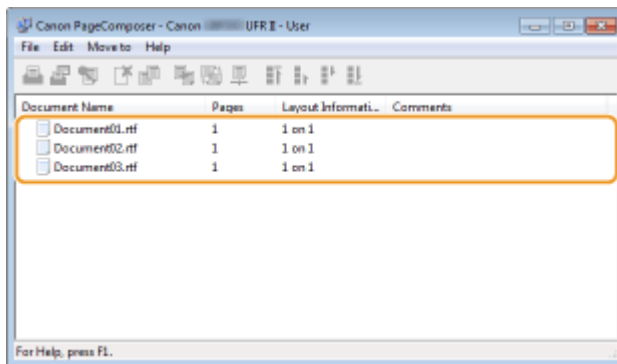 Canon PageComposer - Canon UFR II - User
File Edit Move to Help
Document Name Pages Layout Informati... Comments
Document01.rtf 1 1 on 1
Document02.rtf 1 1 on 1
Document03.rtf 1 1 on 1
For Help, press F1.